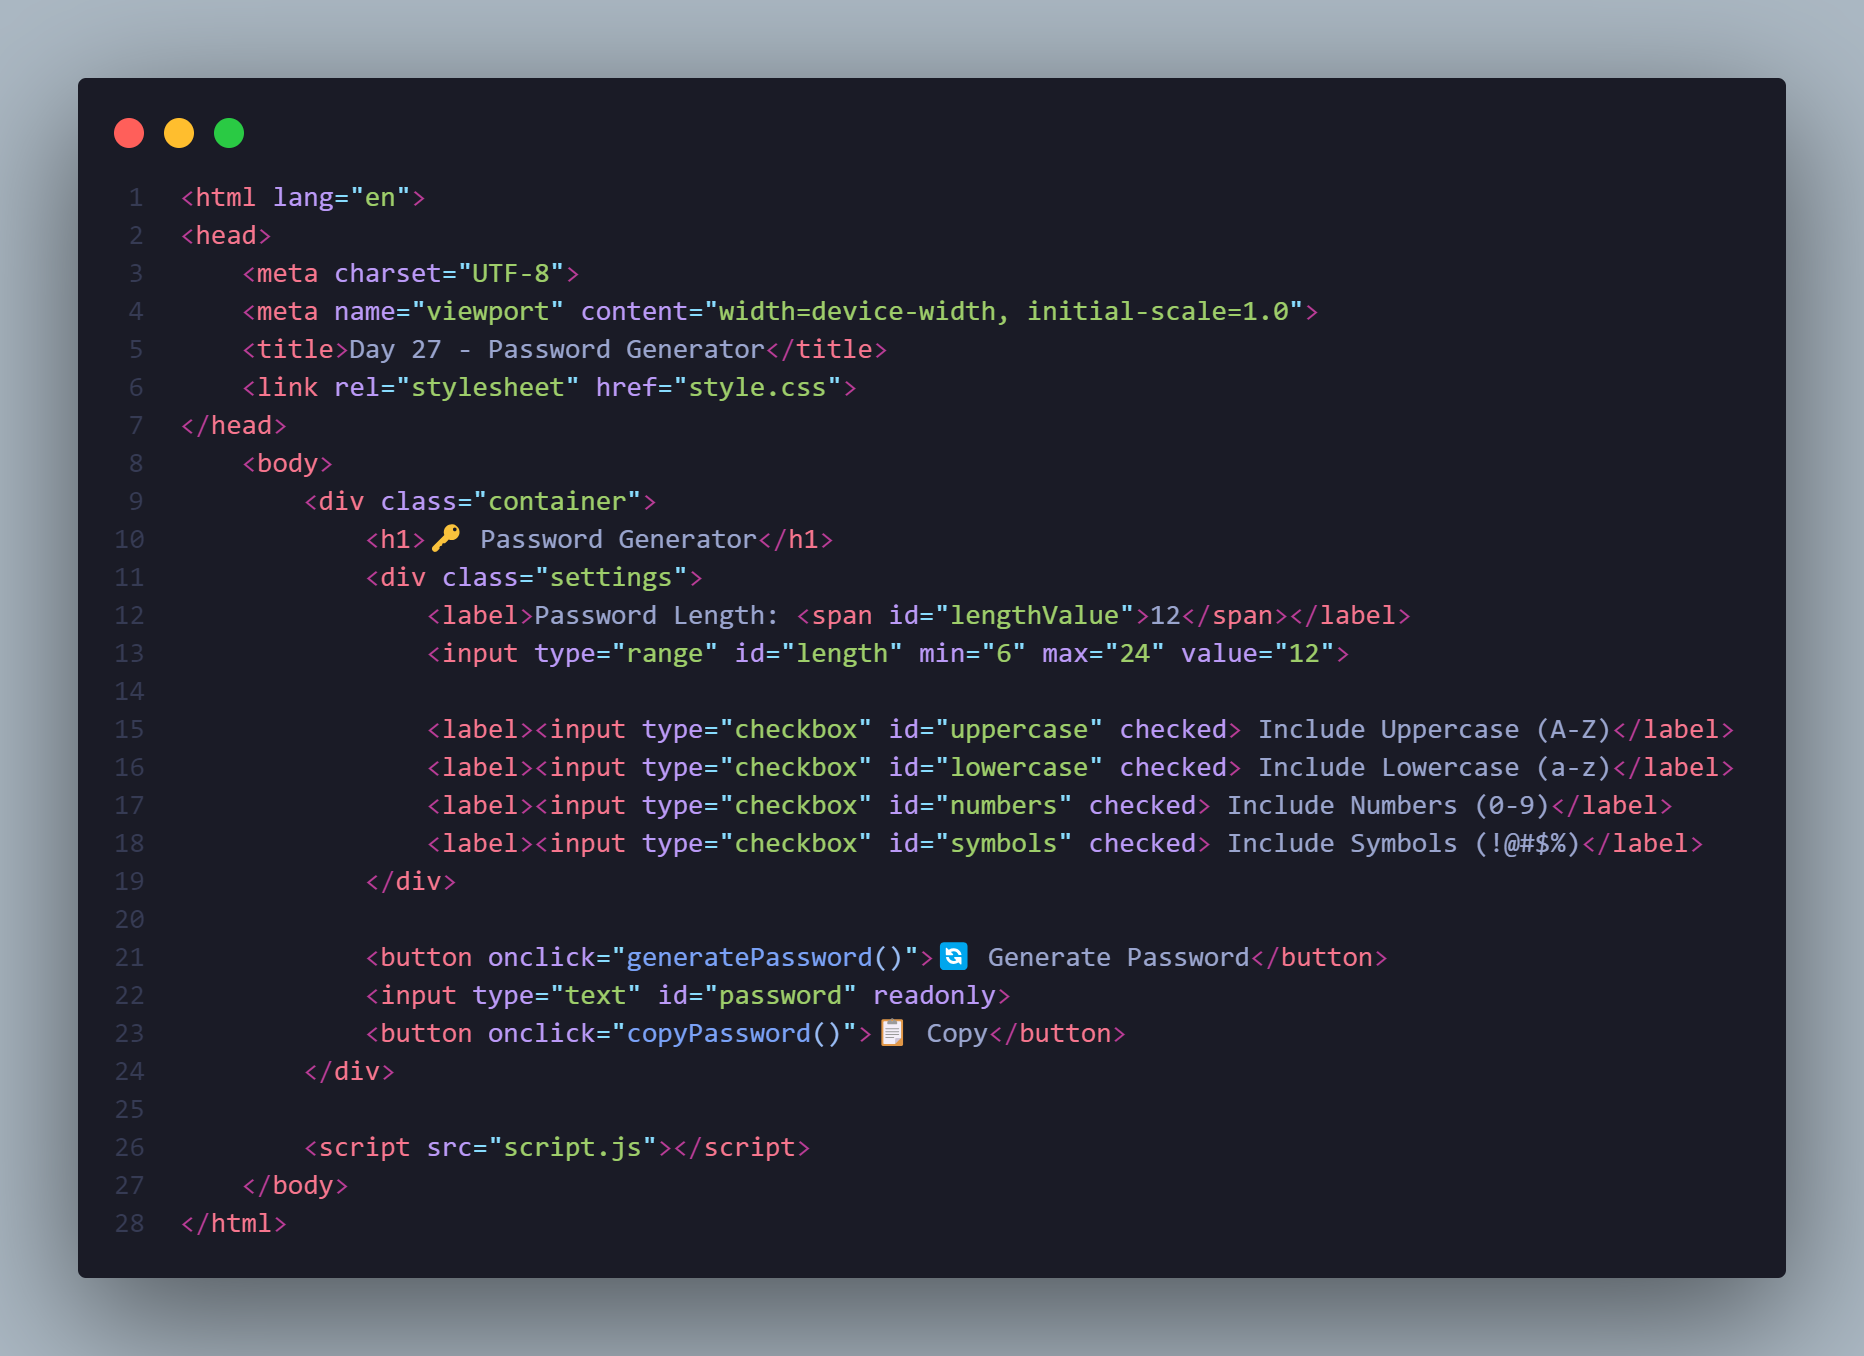 1 <html lang="en">
2 <head>
3     <meta charset="UTF-8">
4     <meta name="viewport" content="width=device-width, initial-scale=1.0">
5     <title>Day 27 - Password Generator</title>
6     <link rel="stylesheet" href="style.css">
7 </head>
8     <body>
9         <div class="container">
10             <h1>🔑 Password Generator</h1>
11             <div class="settings">
12                 <label>Password Length: <span id="lengthValue">12</span></label>
13                 <input type="range" id="length" min="6" max="24" value="12">
14
15                 <label><input type="checkbox" id="uppercase" checked> Include Uppercase (A-Z)</label>
16                 <label><input type="checkbox" id="lowercase" checked> Include Lowercase (a-z)</label>
17                 <label><input type="checkbox" id="numbers" checked> Include Numbers (0-9)</label>
18                 <label><input type="checkbox" id="symbols" checked> Include Symbols (!@#$%)</label>
19             </div>
20
21             <button onclick="generatePassword()">🔄 Generate Password</button>
22             <input type="text" id="password" readonly>
23             <button onclick="copyPassword()">📋 Copy</button>
24         </div>
25
26         <script src="script.js"></script>
27     </body>
28 </html>